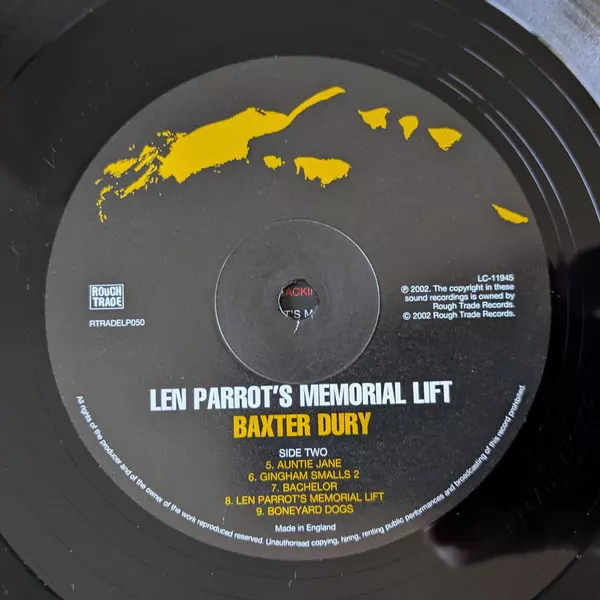 ROUGH
TRADE
RTRADELP050
LC-11945
℗ 2002. The copyright in these
sound recordings is owned by
Rough Trade Records.
© 2002 Rough Trade Records.
LEN PARROT'S MEMORIAL LIFT
BAXTER DURY
SIDE TWO
5. AUNTIE JANE
6. GINGHAM SMALLS 2
7. BACHELOR
8. LEN PARROT'S MEMORIAL LIFT
9. BONEYARD DOGS
Made in England
All rights of the producer and of the owner of the work reproduced reserved. Unauthorised copying, hiring, renting public performances and broadcasting of this record prohibited.